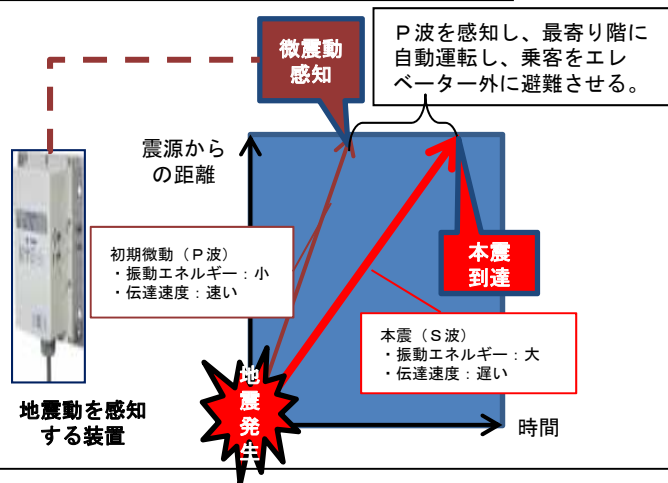 微震動
感知
P波を感知し、最寄り階に
自動運転し、乗客をエレ
ベーター外に避難させる。
震源から
の距離
初期微動（P波）
・振動エネルギー：小
・伝達速度：速い
本震
到達
本震（S波）
・振動エネルギー：大
・伝達速度：遅い
地
震
発
生
時間
地震動を感知
する装置